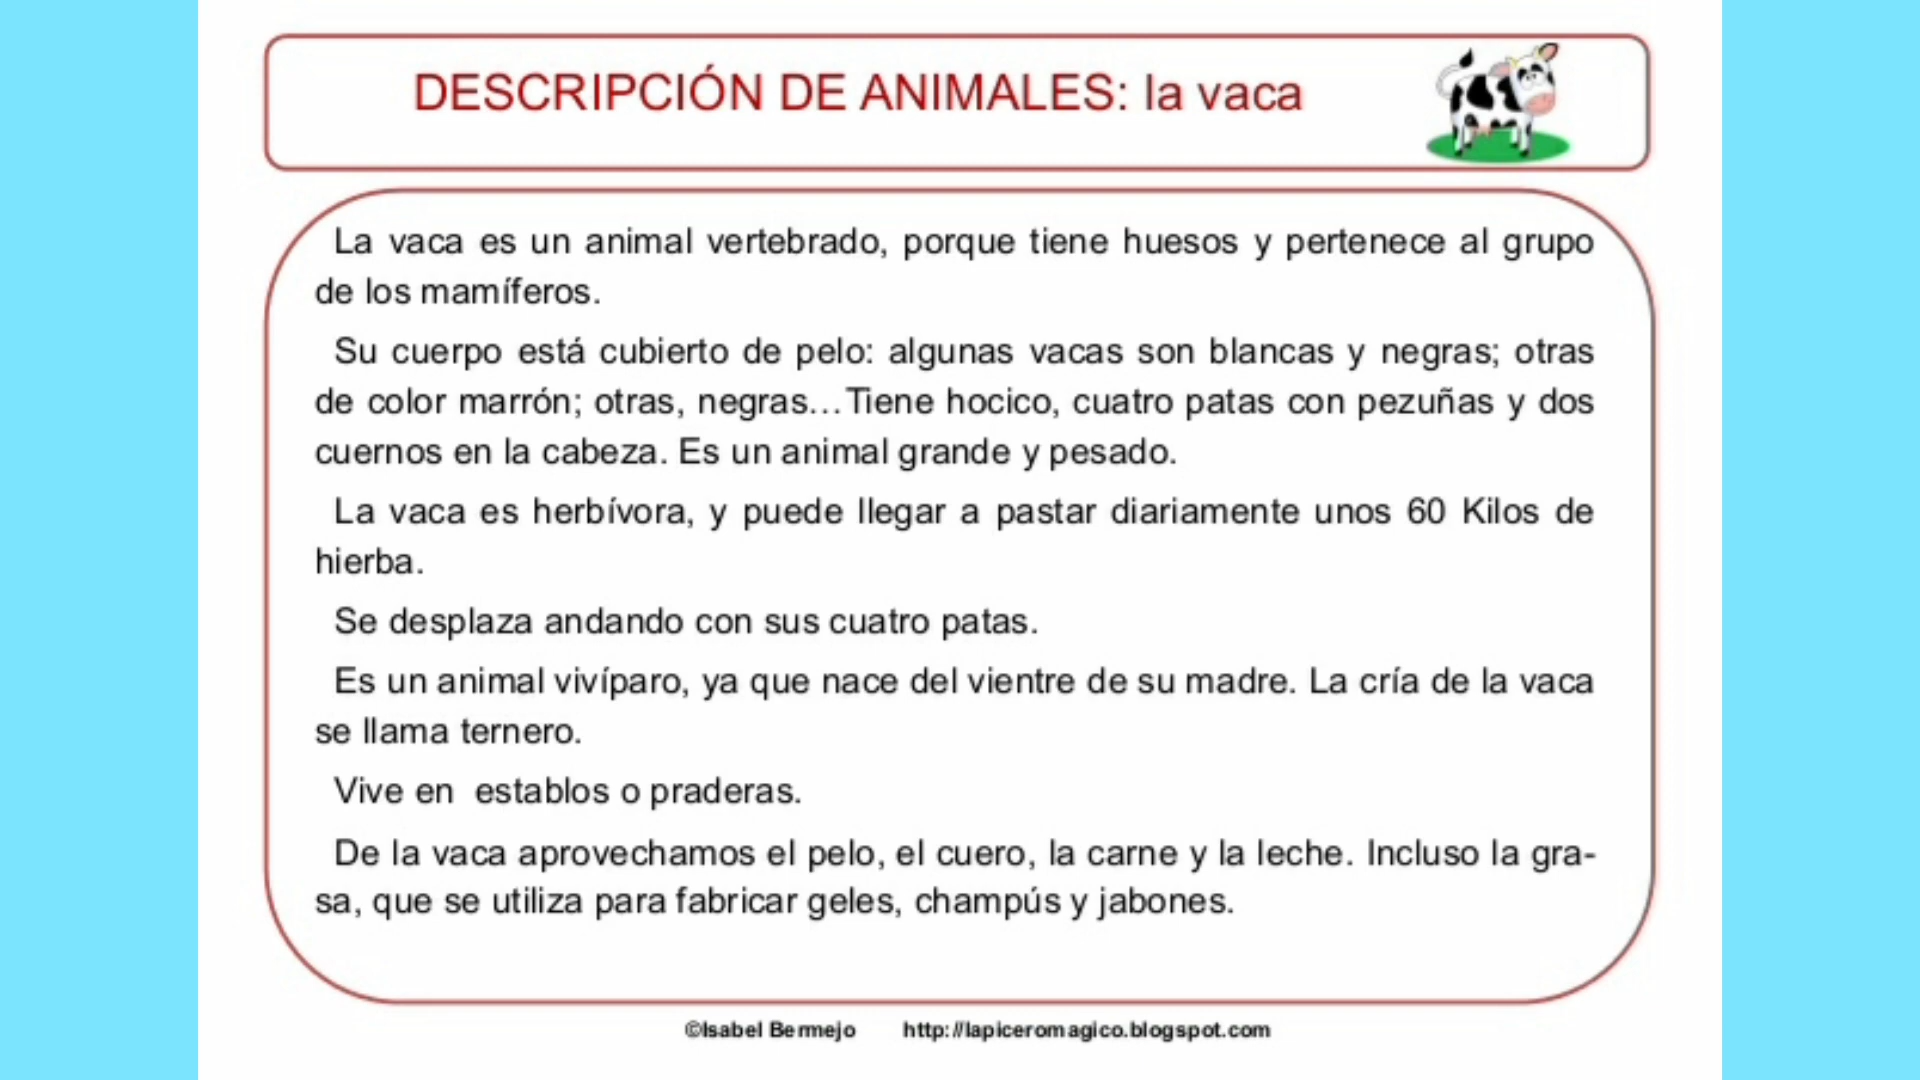 DESCRIPCIÓN DE ANIMALES: la vaca
La vaca es un animal vertebrado, porque tiene huesos y pertenece al grupo
de los mamíferos.
Su cuerpo está cubierto de pelo: algunas vacas son blancas y negras; otras
de color marrón; otras, negras…Tiene hocico, cuatro patas con pezuñas y dos
cuernos en la cabeza. Es un animal grande y pesado.
La vaca es herbívora, y puede llegar a pastar diariamente unos 60 Kilos de
hierba.
Se desplaza andando con sus cuatro patas.
Es un animal vivíparo, ya que nace del vientre de su madre. La cría de la vaca
se llama ternero.
Vive en establos o praderas.
De la vaca aprovechamos el pelo, el cuero, la carne y la leche. Incluso la gra-
sa, que se utiliza para fabricar geles, champús y jabones.
©Isabel Bermejo http://lapiceromagico.blogspot.com